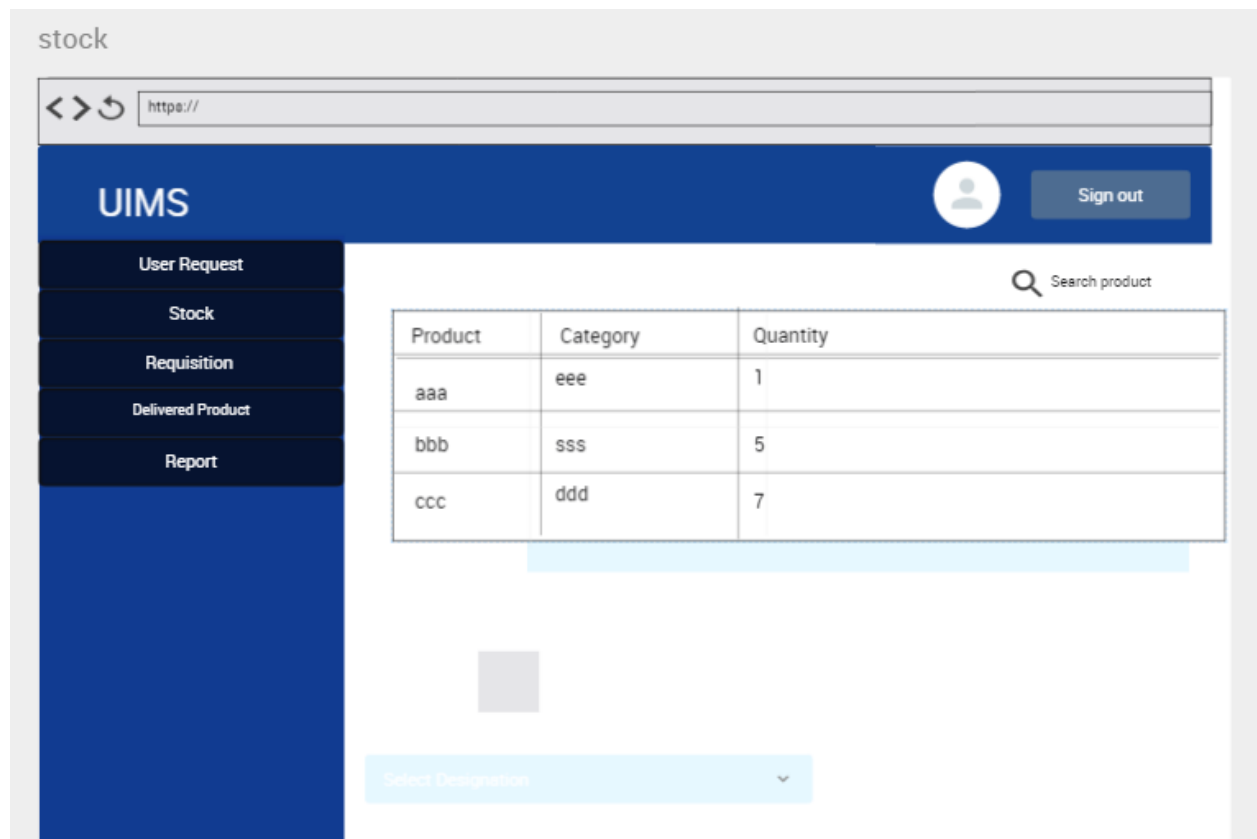 stock
https://
UIMS
Sign out
User Request
Stock
Requisition
Delivered Product
Report
Search product
Product Category Quantity
aaa eee 1
bbb sss 5
ccc ddd 7
Select Designation